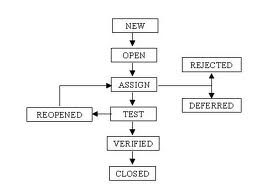 NEW
OPEN
REJECTED
ASSIGN
DEFERRED
REOPENED
TEST
VERIFIED
CLOSED